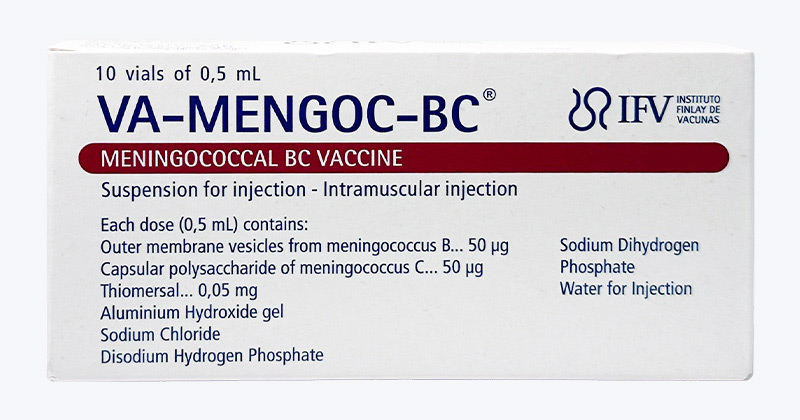 10 vials of 0,5 mL
VA-MENGOC-BC®
IFV INSTITUTO
FINLAY DE
VACUNAS
MENINGOCOCCAL BC VACCINE
Suspension for injection - Intramuscular injection
Each dose (0,5 mL) contains:
Outer membrane vesicles from meningococcus B... 50 µg
Capsular polysaccharide of meningococcus C... 50 µg
Thiomersal... 0,05 mg
Aluminium Hydroxide gel
Sodium Chloride
Disodium Hydrogen Phosphate
Sodium Dihydrogen
Phosphate
Water for Injection